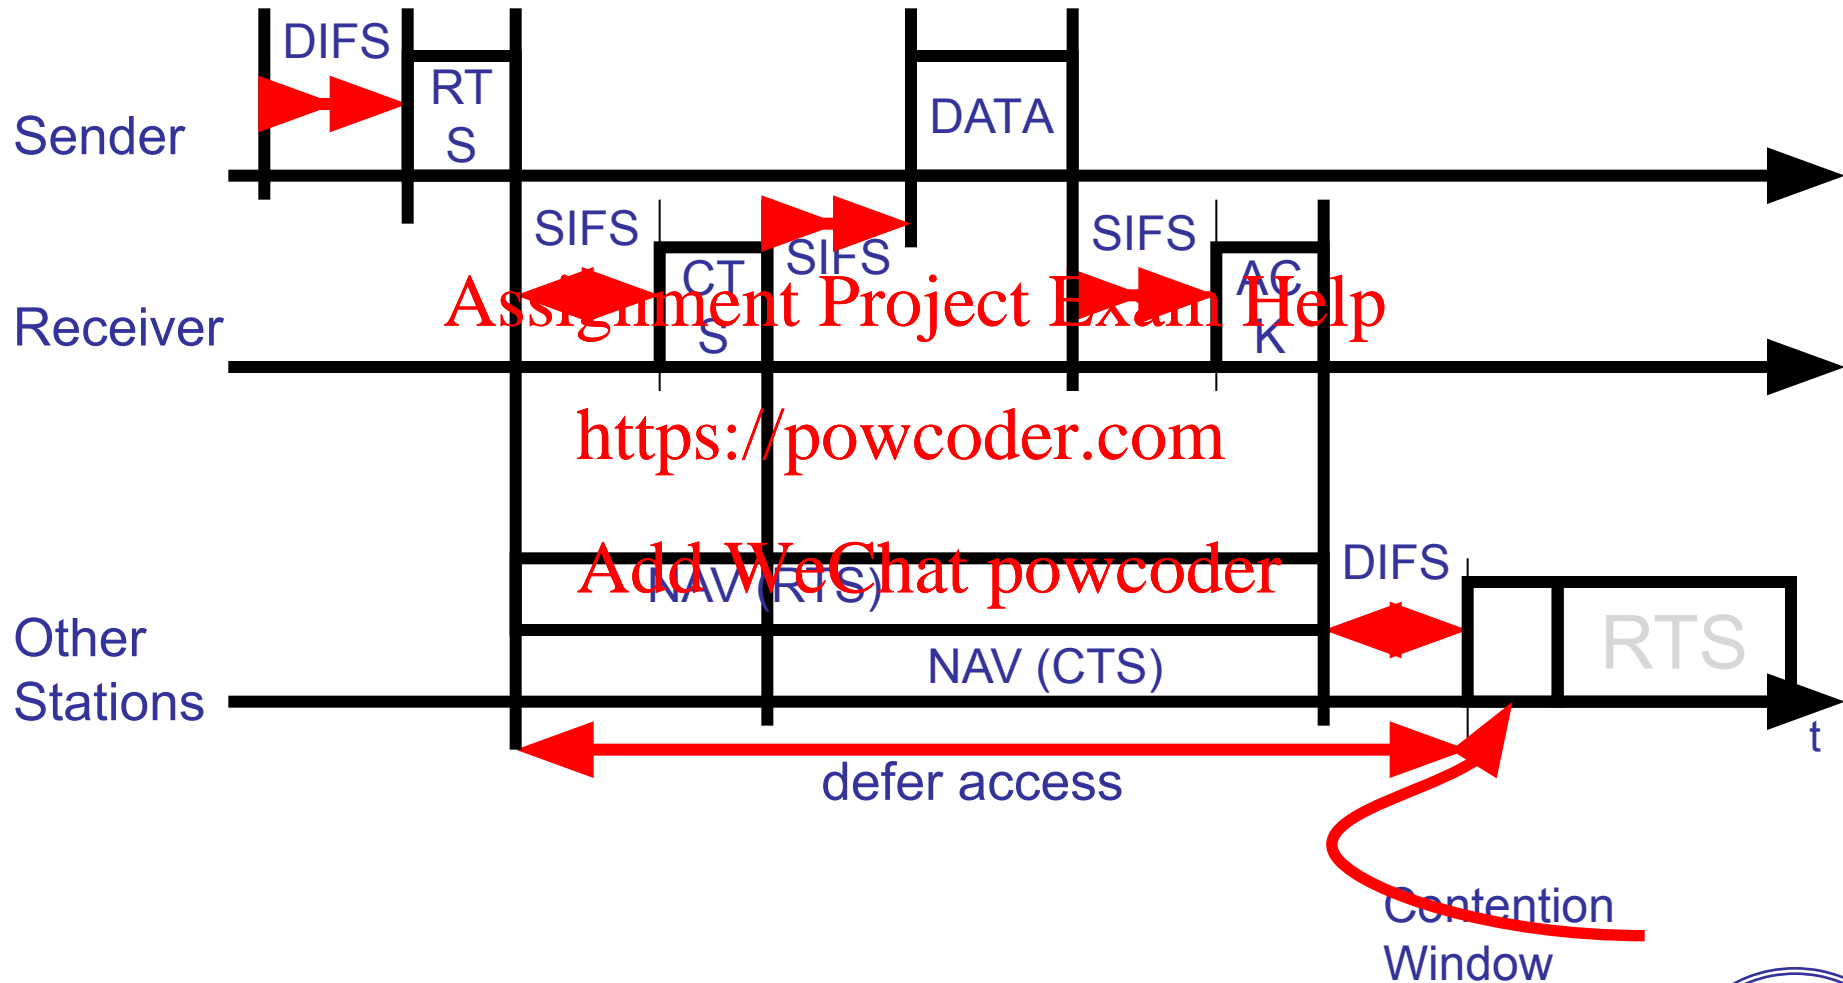 DIFS
RT
S
DATA
Sender
SIFS
SIFS
SIFS
CT
S
AC
K
Assignment Project Exam Help
Receiver
https://powcoder.com
Add WeChat powcoder
NAV (RTS)
DIFS
RTS
Other
Stations
NAV (CTS)
t
defer access
Contention
Window